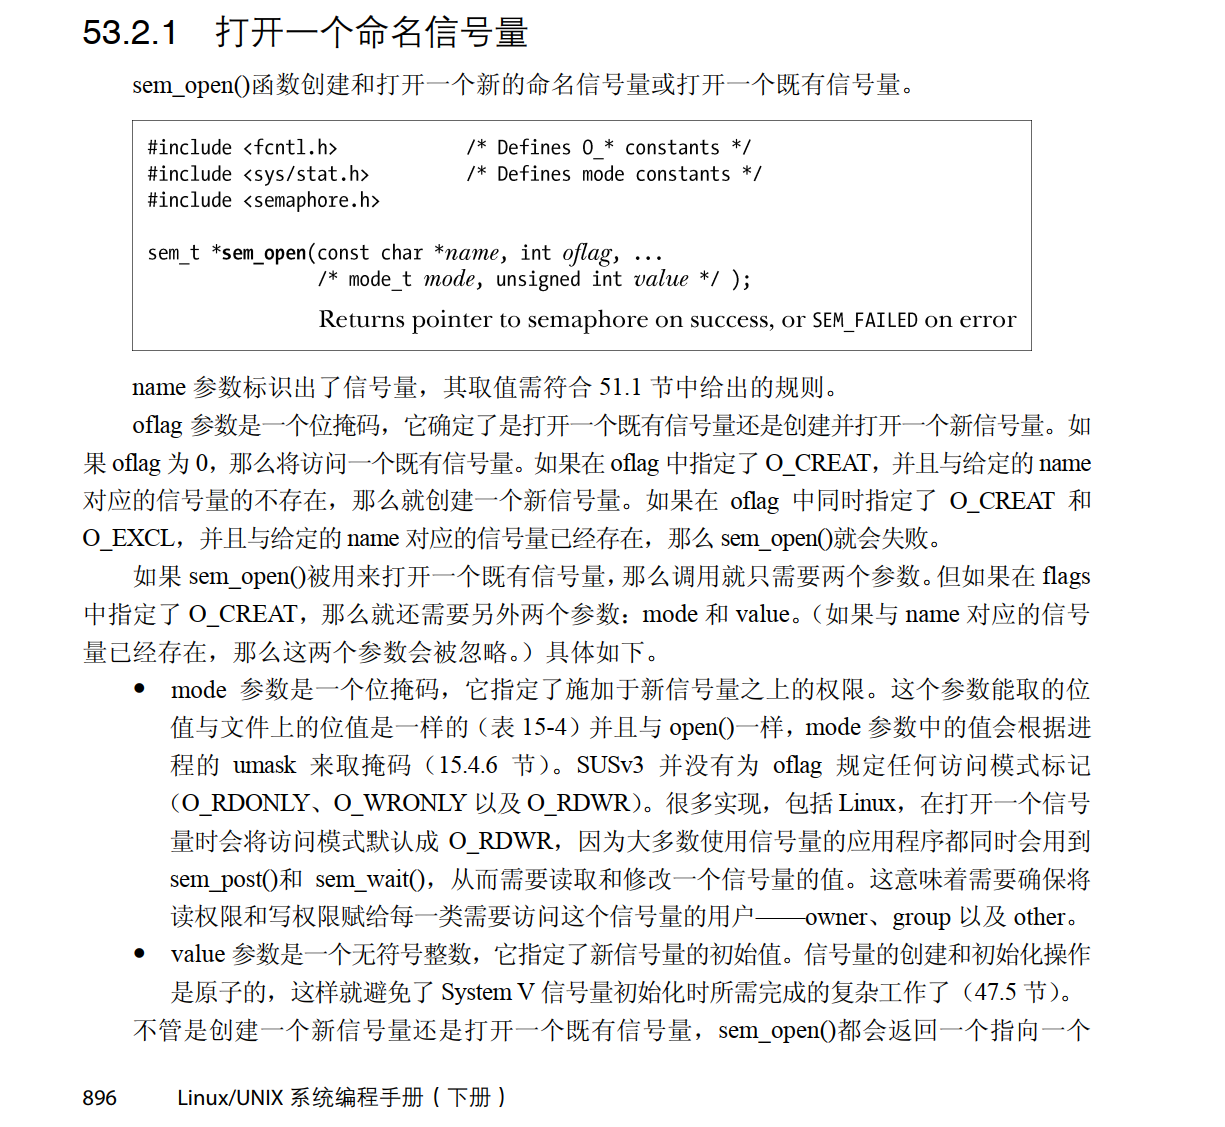 53.2.1 打开一个命名信号量
sem_open()函数创建和打开一个新的命名信号量或打开一个既有信号量。
#include <fcntl.h> /* Defines O_* constants */
#include <sys/stat.h> /* Defines mode constants */
#include <semaphore.h>
sem_t *sem_open(const char *name, int oflag, ...
/* mode_t mode, unsigned int value */ );
Returns pointer to semaphore on success, or SEM_FAILED on error
name 参数标识出了信号量，其取值需符合 51.1 节中给出的规则。
oflag 参数是一个位掩码，它确定了是打开一个既有信号量还是创建并打开一个新信号量。如
果 oflag 为 0，那么将访问一个既有信号量。如果在 oflag 中指定了 O_CREAT，并且与给定的 name
对应的信号量的不存在，那么就创建一个新信号量。如果在 oflag 中同时指定了 O_CREAT 和
O_EXCL，并且与给定的 name 对应的信号量已经存在，那么 sem_open()就会失败。
如果 sem_open()被用来打开一个既有信号量，那么调用就只需要两个参数。但如果在 flags
中指定了 O_CREAT，那么就还需要另外两个参数：mode 和 value。（如果与 name 对应的信号
量已经存在，那么这两个参数会被忽略。）具体如下。
● mode 参数是一个位掩码，它指定了施加于新信号量之上的权限。这个参数能取的位
值与文件上的位值是一样的（表 15-4）并且与 open()一样，mode 参数中的值会根据进
程的 umask 来取掩码（15.4.6 节）。SUSv3 并没有为 oflag 规定任何访问模式标记
（O_RDONLY、O_WRONLY 以及 O_RDWR）。很多实现，包括 Linux，在打开一个信号
量时会将访问模式默认成 O_RDWR，因为大多数使用信号量的应用程序都同时会用到
sem_post()和 sem_wait()，从而需要读取和修改一个信号量的值。这意味着需要确保将
读权限和写权限赋给每一类需要访问这个信号量的用户——owner、group 以及 other。
● value 参数是一个无符号整数，它指定了新信号量的初始值。信号量的创建和初始化操作
是原子的，这样就避免了 System V 信号量初始化时所需完成的复杂工作了（47.5 节）。
不管是创建一个新信号量还是打开一个既有信号量，sem_open()都会返回一个指向一个
896 Linux/UNIX 系统编程手册（下册）